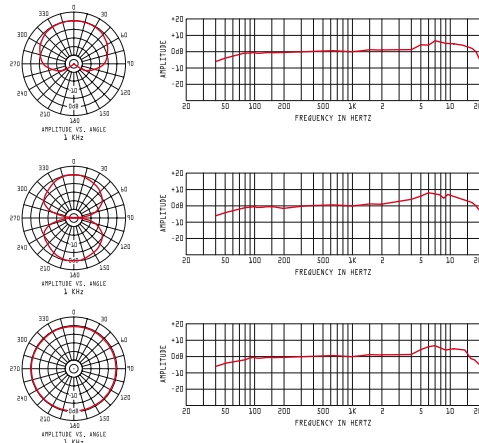 0
330 30
300 60
270 90
240 120
210 150
180
-10
0dB
AMPLITUDE VS. ANGLE
1 KHz
AMPLITUDE
+20
+10
0dB
-10
-20
20 50 100 200 500 1K 2 5 10 20
FREQUENCY IN HERTZ
0
330 30
300 60
270 90
240 120
210 150
180
-10
0dB
AMPLITUDE VS. ANGLE
1 KHz
AMPLITUDE
+20
+10
0dB
-10
-20
20 50 100 200 500 1K 2 5 10 20
FREQUENCY IN HERTZ
0
330 30
300 60
270 90
240 120
210 150
180
-10
0dB
AMPLITUDE VS. ANGLE
1 KHz
AMPLITUDE
+20
+10
0dB
-10
-20
20 50 100 200 500 1K 2 5 10 20
FREQUENCY IN HERTZ